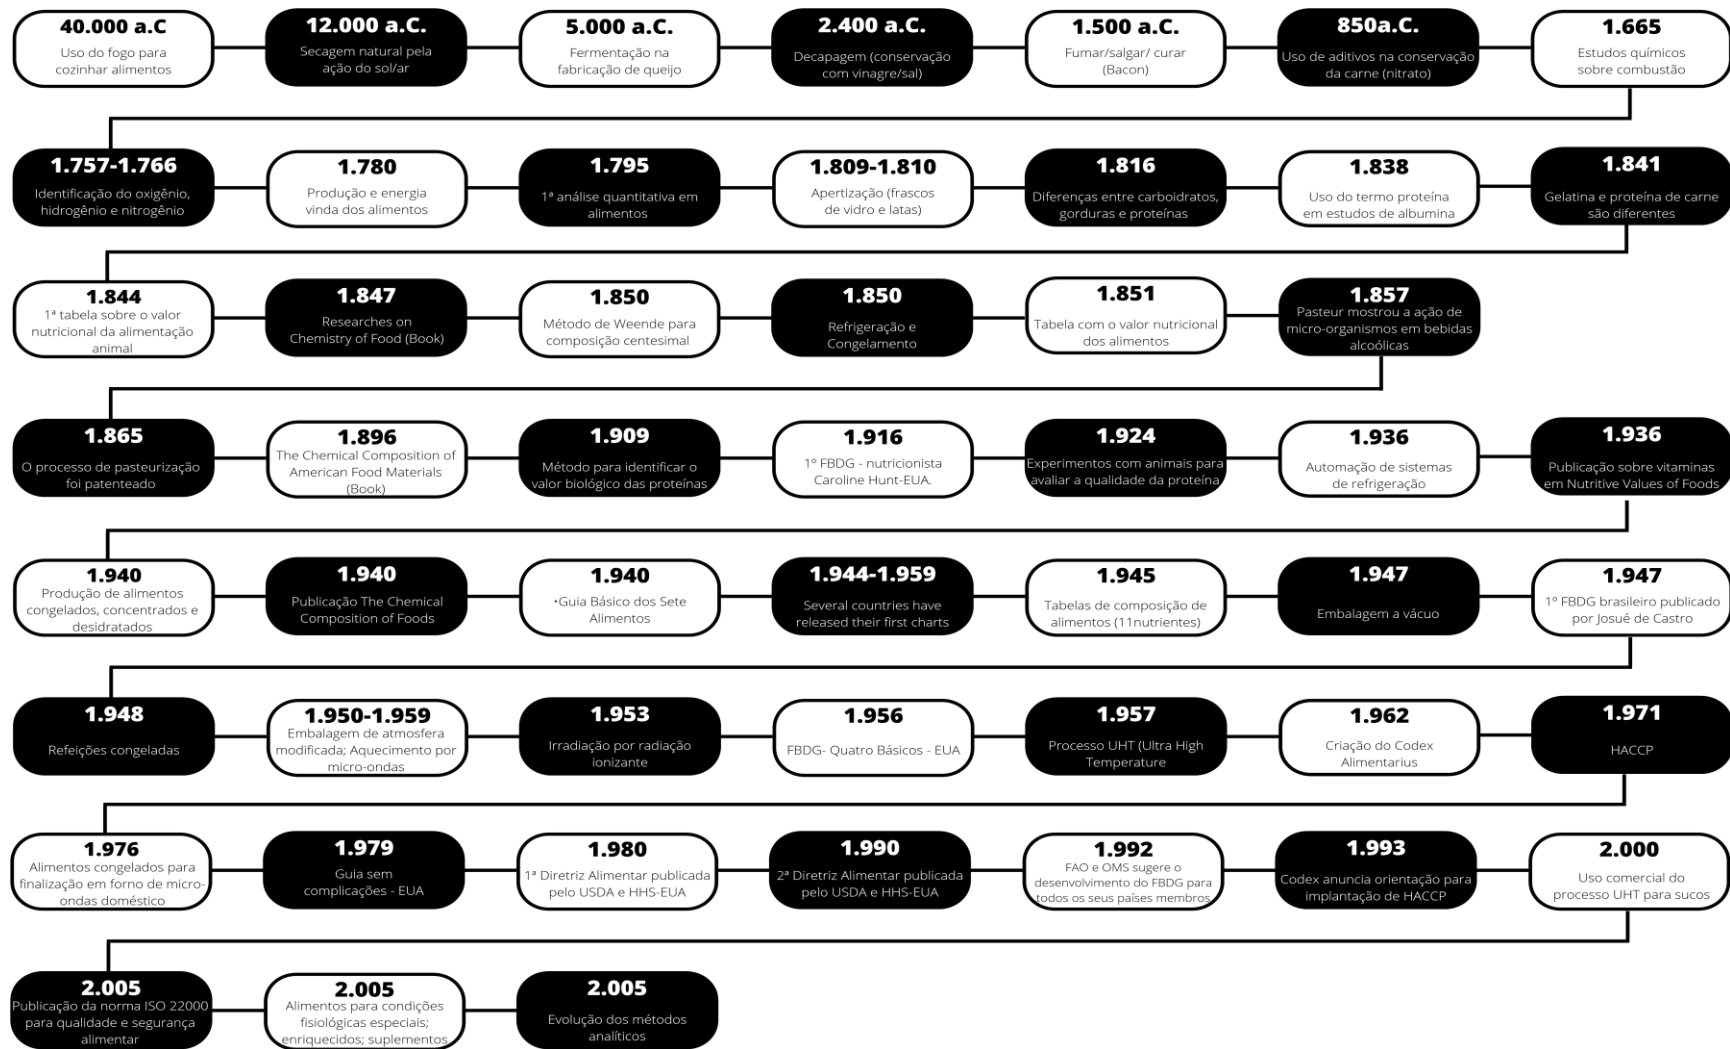 40.000 a.C
Uso do fogo para
cozinhar alimentos
12.000 a.C.
Secagem natural pela
ação do sol/ar
5.000 a.C.
Fermentação na
fabricação de queijo
2.400 a.C.
Decapagem (conservação
com vinagre/sal)
1.500 a.C.
Fumar/salgar/ curar
(Bacon)
850a.C.
Uso de aditivos na conservação
da carne (nitrato)
1.665
Estudos químicos
sobre combustão
1.757-1.766
Identificação do oxigênio,
hidrogênio e nitrogênio
1.780
Produção e energia
vinda dos alimentos
1.795
1ª análise quantitativa em
alimentos
1.809-1.810
Apertização (frascos
de vidro e latas)
1.816
Diferenças entre carboidratos,
gorduras e proteínas
1.838
Uso do termo proteína
em estudos de albumina
1.841
Gelatina e proteína de carne
são diferentes
1.844
1ª tabela sobre o valor
nutricional da alimentação
animal
1.847
Researches on
Chemistry of Food (Book)
1.850
Método de Weende para
composição centesimal
1.850
Refrigeração e
Congelamento
1.851
Tabela com o valor nutricional
dos alimentos
1.857
Pasteur mostrou a ação de
micro-organismos em bebidas
alcoólicas
1.865
O processo de pasteurização
foi patenteado
1.896
The Chemical Composition of
American Food Materials
(Book)
1.909
Método para identificar o
valor biológico das proteínas
1.916
1º FBDG - nutricionista
Caroline Hunt-EUA.
1.924
Experimentos com animais para
avaliar a qualidade da proteína
1.936
Automação de sistemas
de refrigeração
1.936
Publicação sobre vitaminas
em Nutritive Values of Foods
1.940
Produção de alimentos
congelados, concentrados e
desidratados
1.940
Publicação The Chemical
Composition of Foods
1.940
•Guia Básico dos Sete
Alimentos
1.944-1.959
Several countries have
released their first charts
1.945
Tabelas de composição de
alimentos (11nutrientes)
1.947
Embalagem a vácuo
1.947
1º FBDG brasileiro publicado
por Josué de Castro
1.948
Refeições congeladas
1.950-1.959
Embalagem de atmosfera
modificada; Aquecimento por
micro-ondas
1.953
Irradiação por radiação
ionizante
1.956
FBDG- Quatro Básicos - EUA
1.957
Processo UHT (Ultra High
Temperature
1.962
Criação do Codex
Alimentarius
1.971
HACCP
1.976
Alimentos congelados para
finalização em forno de micro-
ondas doméstico
1.979
Guia sem
complicações - EUA
1.980
1ª Diretriz Alimentar publicada
pelo USDA e HHS-EUA
1.990
2ª Diretriz Alimentar publicada
pelo USDA e HHS-EUA
1.992
FAO e OMS sugere o
desenvolvimento do FBDG para
todos os seus países membros
1.993
Codex anuncia orientação para
implantação de HACCP
2.000
Uso comercial do
processo UHT para sucos
2.005
Publicação da norma ISO 22000
para qualidade e segurança
alimentar
2.005
Alimentos para condições
fisiológicas especiais;
enriquecidos; suplementos
2.005
Evolução dos métodos
analíticos